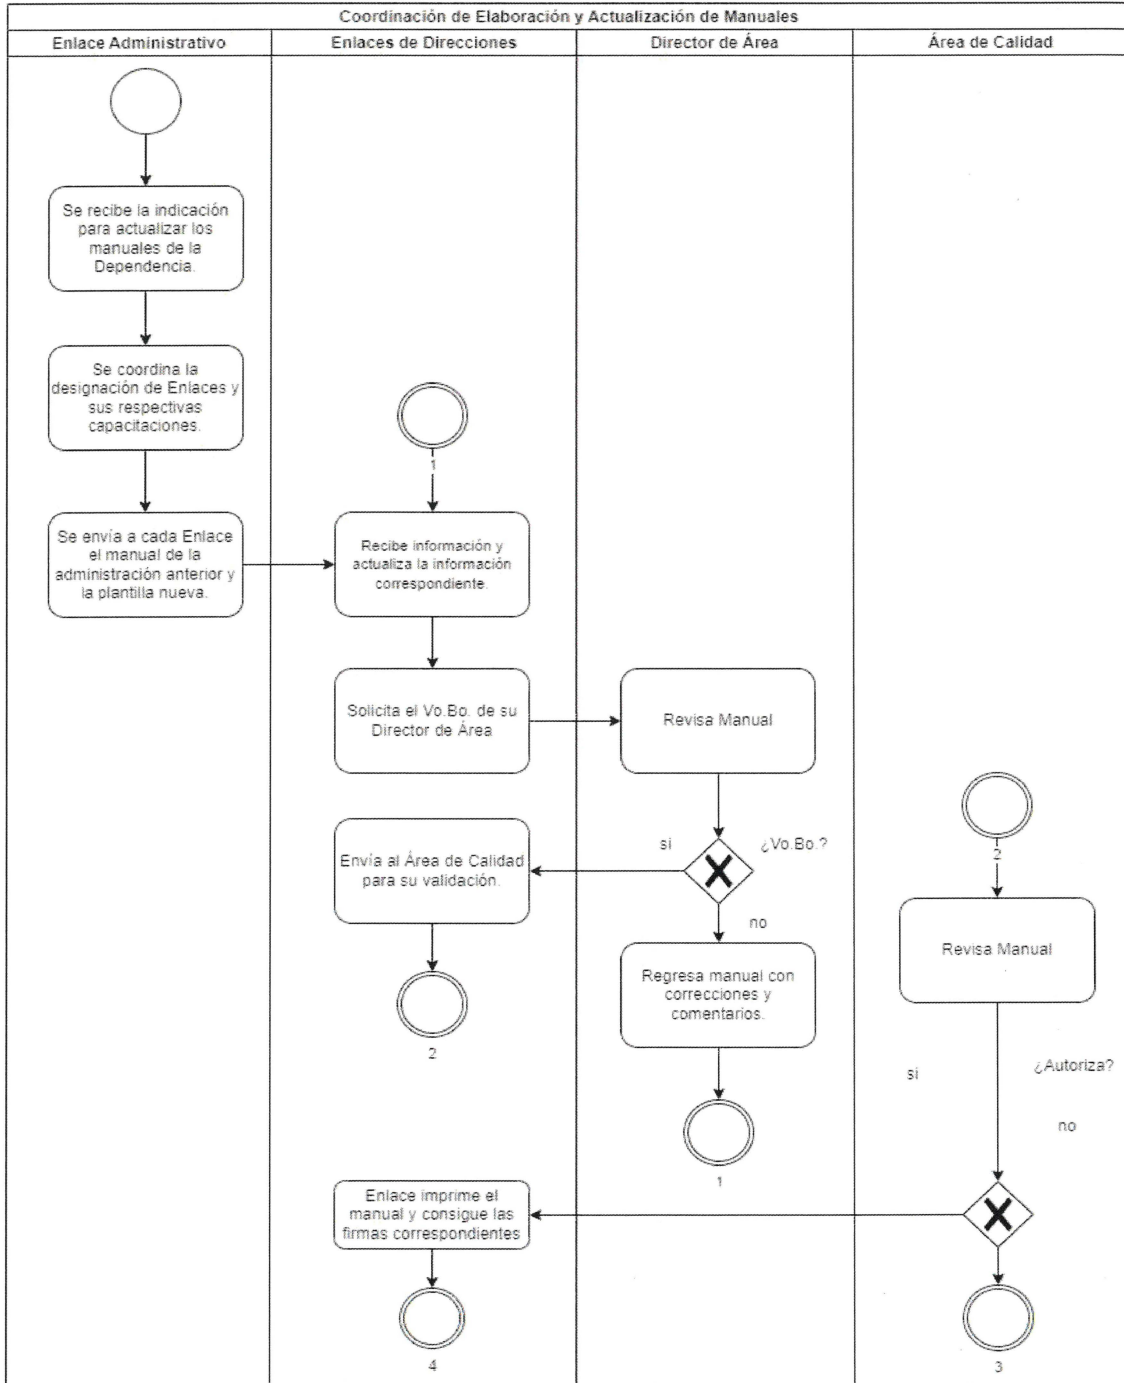 Coordinación de Elaboración y Actualización de Manuales
Enlace Administrativo
Enlaces de Direcciones
Director de Área
Área de Calidad
Se recibe la indicación
para actualizar los
manuales de la
Dependencia.
Se coordina la
designación de Enlaces y
sus respectivas
capacitaciones.
1
Se envía a cada Enlace
el manual de la
administración anterior y
la plantilla nueva.
Recibe información y
actualiza la información
correspondiente.
Solicita el Vo.Bo. de su
Director de Área
Revisa Manual
si
¿Vo.Bo.?
Envía al Área de Calidad
para su validación.
2
no
Revisa Manual
Regresa manual con
correcciones y
comentarios.
2
si
¿Autoriza?
no
1
Enlace imprime el
manual y consigue las
firmas correspondientes
4
3